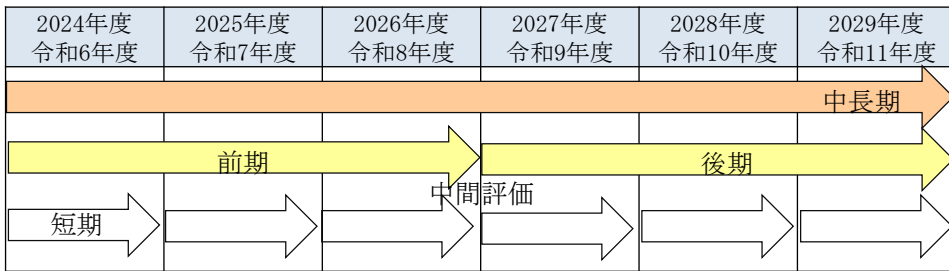 2024年度 2025年度 2026年度 2027年度 2028年度 2029年度
令和6年度 令和7年度 令和8年度 令和9年度 令和10年度 令和11年度
中長期
前期 後期
中間評価
短期